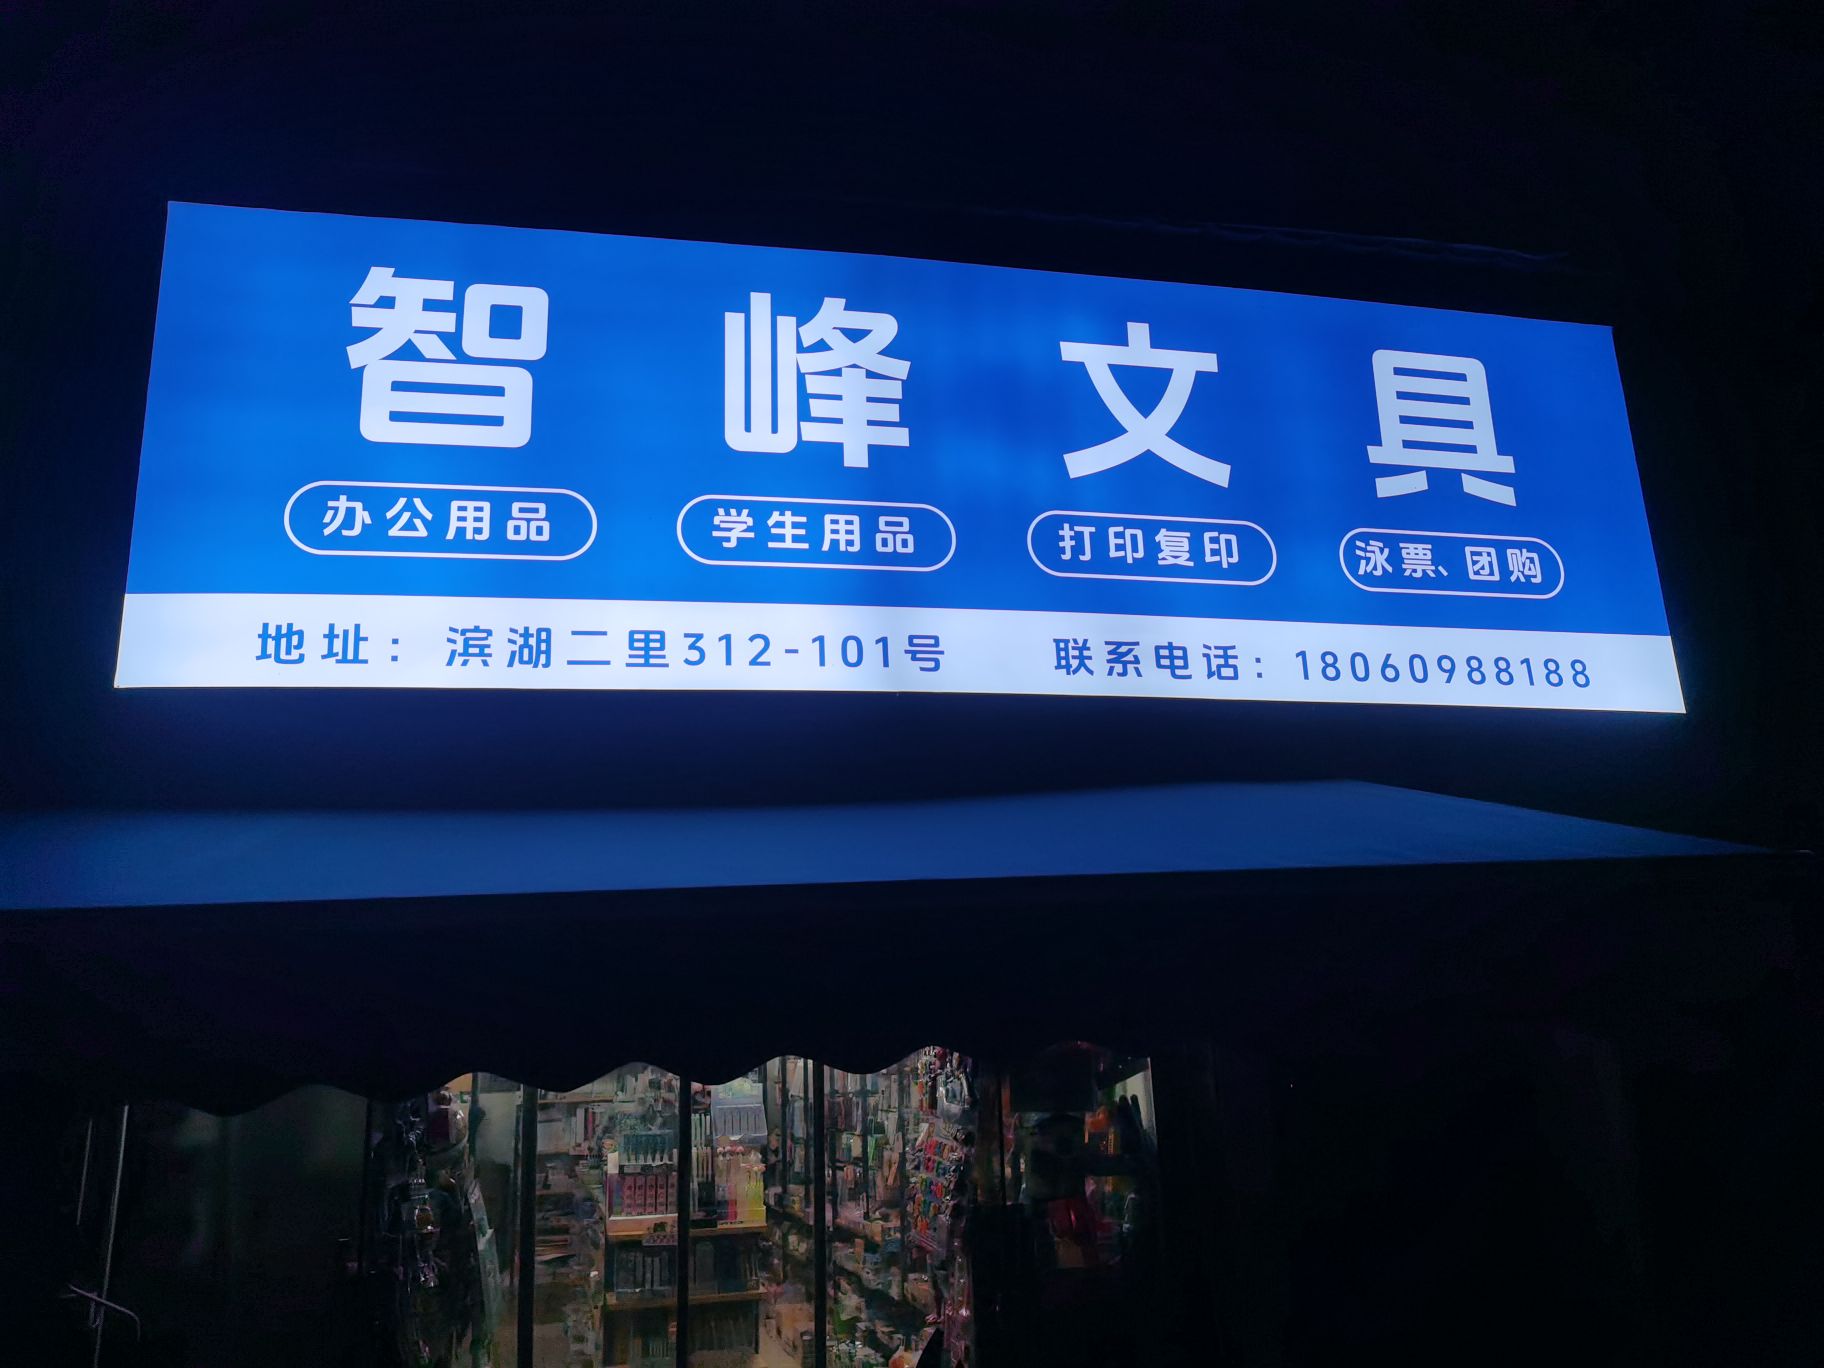 智峰文具
办公用品 学生用品 打印复印 泳票、团购
地址：滨湖二里312-101号 联系电话：18060988188